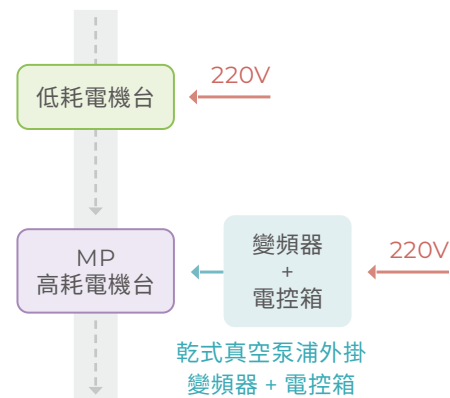 220V
低耗電機台
變頻器
+
電控箱
220V
MP
高耗電機台
乾式真空泵浦外掛
變頻器 + 電控箱